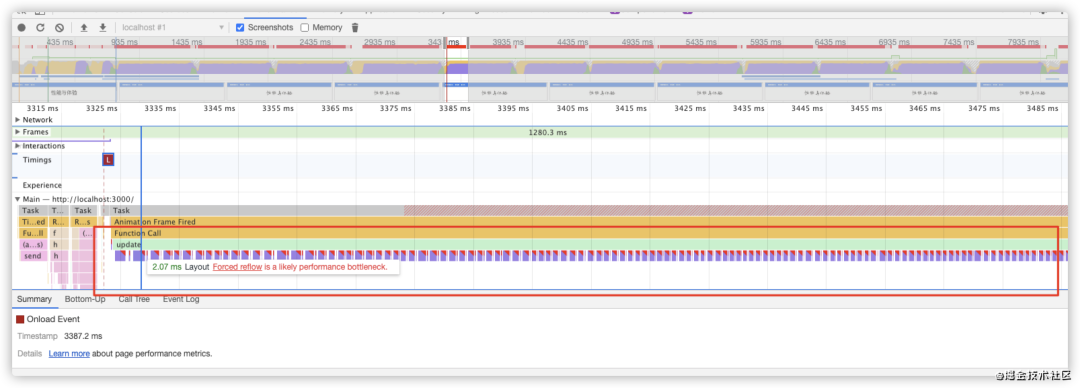 localhost #1 Screenshots Memory
435 ms 935 ms 1435 ms 1935 ms 2435 ms 2935 ms 343 ms 3935 ms 4435 ms 4935 ms 5435 ms 5935 ms 6435 ms 6935 ms 7435 ms 7935 ms
3315 ms 3325 ms 3335 ms 3345 ms 3355 ms 3365 ms 3375 ms 3385 ms 3395 ms 3405 ms 3415 ms 3425 ms 3435 ms 3445 ms 3455 ms 3465 ms 3475 ms 3485 ms
Network
Frames 1280.3 ms
Interactions
Timings L
Experience
Main — http://localhost:3000/
Task T... Task Task
Ti...ed R... R...s Animation Frame Fired
Fu...ll f (... Function Call
(a...s) h update
send h
2.07 ms Layout Forced reflow is a likely performance bottleneck.
Summary Bottom-Up Call Tree Event Log
Onload Event
Timestamp 3387.2 ms
Details Learn more about page performance metrics.
@掘金技术社区